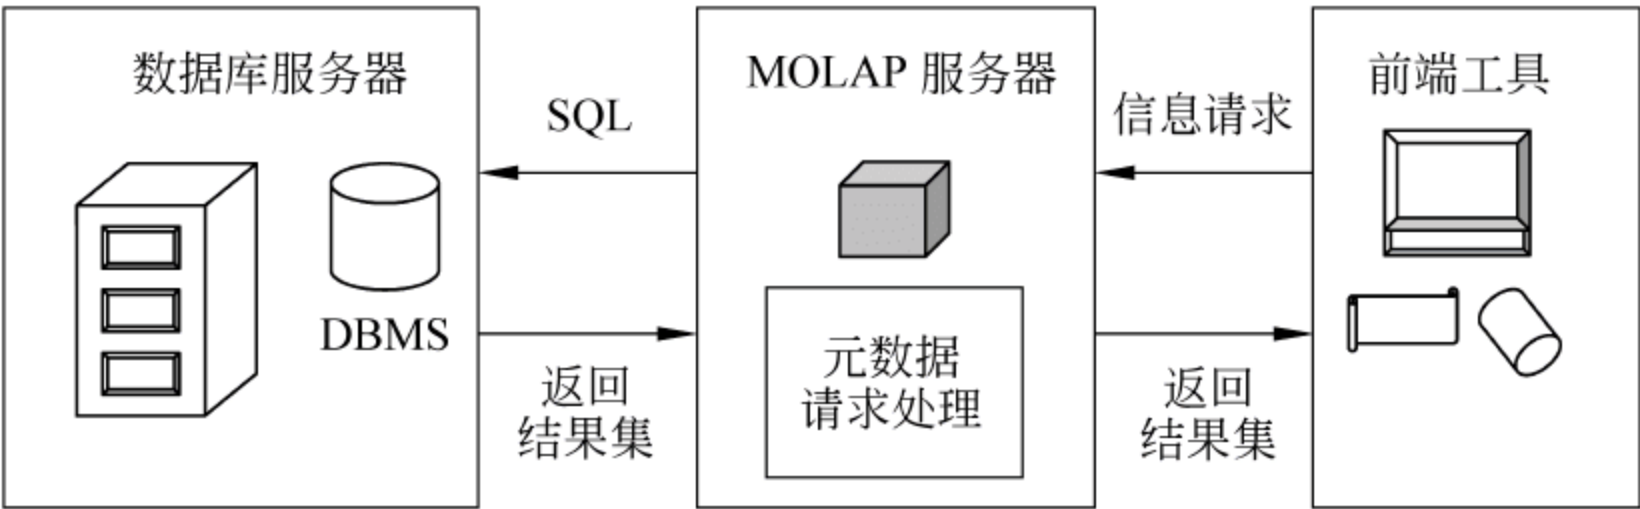 数据库服务器
DBMS
SQL
返回
结果集
MOLAP 服务器
元数据
请求处理
信息请求
返回
结果集
前端工具